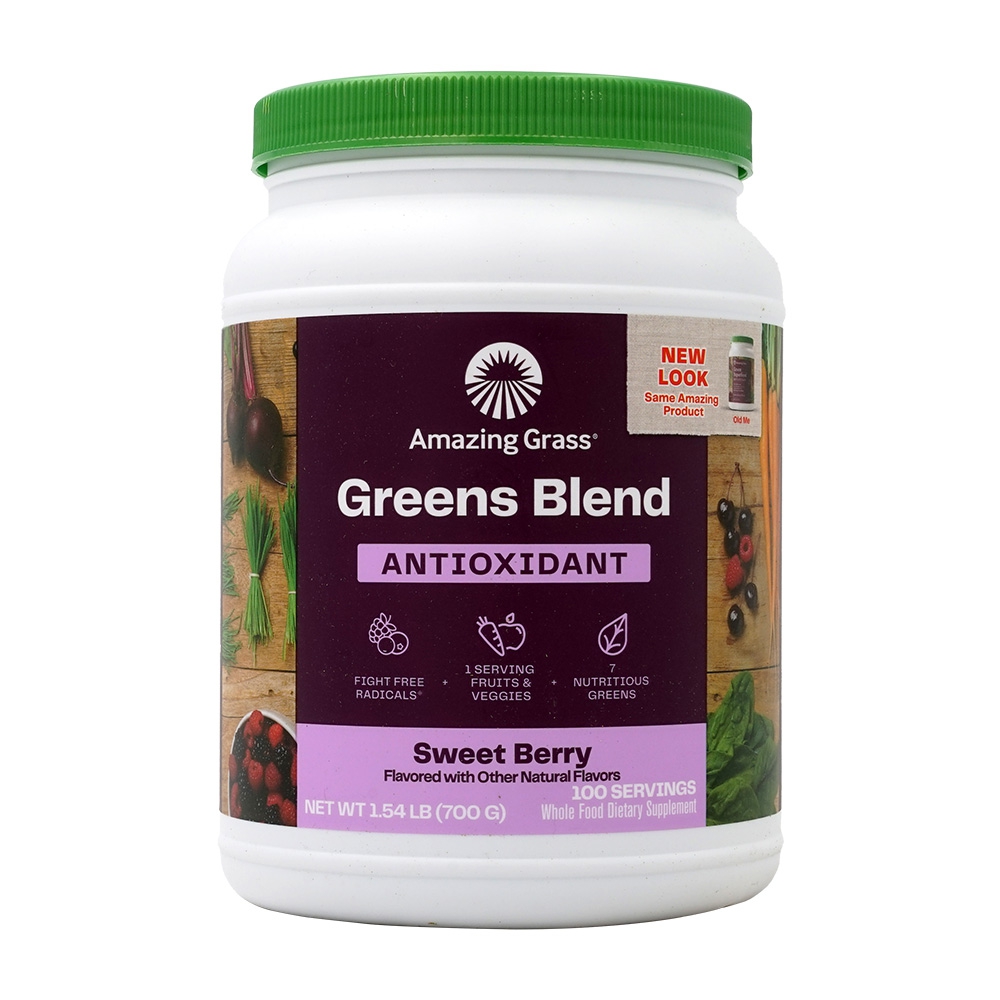 NEW
LOOK
Same Amazing
Product
Old Me
Amazing Grass®
Greens Blend
ANTIOXIDANT
FIGHT FREE
RADICALS®
+
1 SERVING
FRUITS &
VEGGIES
+
7
NUTRITIOUS
GREENS
Sweet Berry
Flavored with Other Natural Flavors
100 SERVINGS
NET WT 1.54 LB (700 G)
Whole Food Dietary Supplement